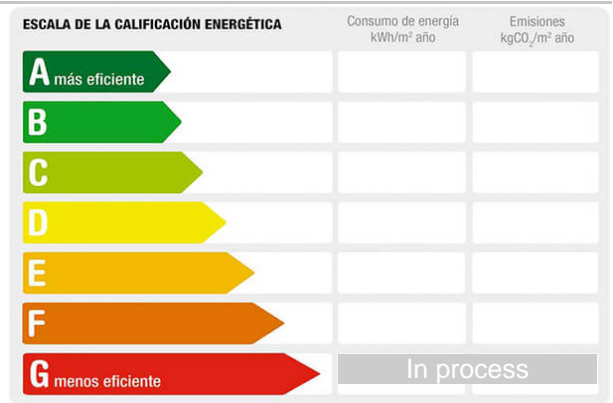 ESCALA DE LA CALIFICACIÓN ENERGÉTICA
Consumo de energía
kWh/m² año
Emisiones
kgCO₂/m² año
A más eficiente
B
C
D
E
F
G menos eficiente
In process